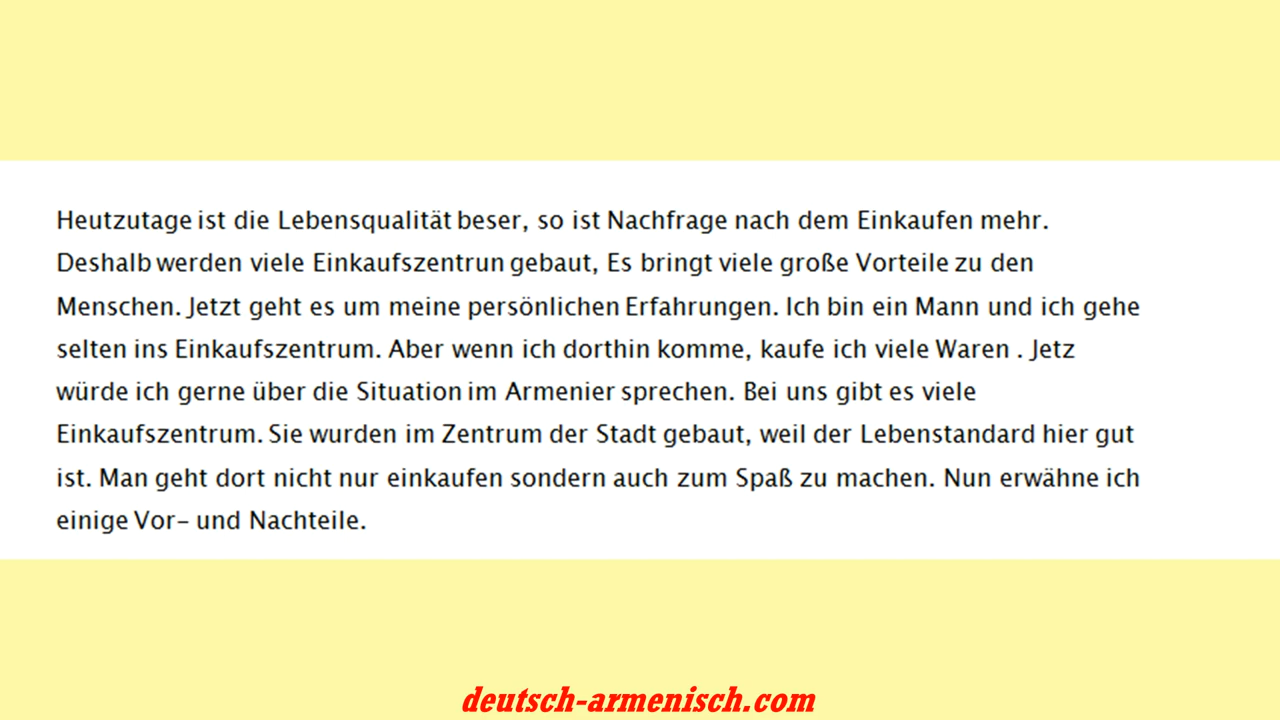 Heutzutage ist die Lebensqualität beser, so ist Nachfrage nach dem Einkaufen mehr.
Deshalb werden viele Einkaufszentrun gebaut, Es bringt viele große Vorteile zu den
Menschen. Jetzt geht es um meine persönlichen Erfahrungen. Ich bin ein Mann und ich gehe
selten ins Einkaufszentrum. Aber wenn ich dorthin komme, kaufe ich viele Waren . Jetz
würde ich gerne über die Situation im Armenier sprechen. Bei uns gibt es viele
Einkaufszentrum. Sie wurden im Zentrum der Stadt gebaut, weil der Lebenstandard hier gut
ist. Man geht dort nicht nur einkaufen sondern auch zum Spaß zu machen. Nun erwähne ich
einige Vor- und Nachteile.
deutsch-armenisch.com